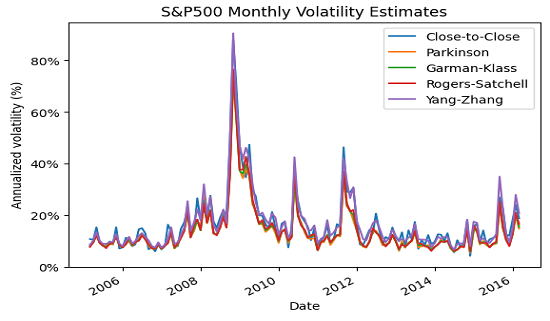 S&P500 Monthly Volatility Estimates
Annualized volatility (%)
80%
60%
40%
20%
0%
Close-to-Close
Parkinson
Garman-Klass
Rogers-Satchell
Yang-Zhang
2006
2008
2010
2012
2014
2016
Date